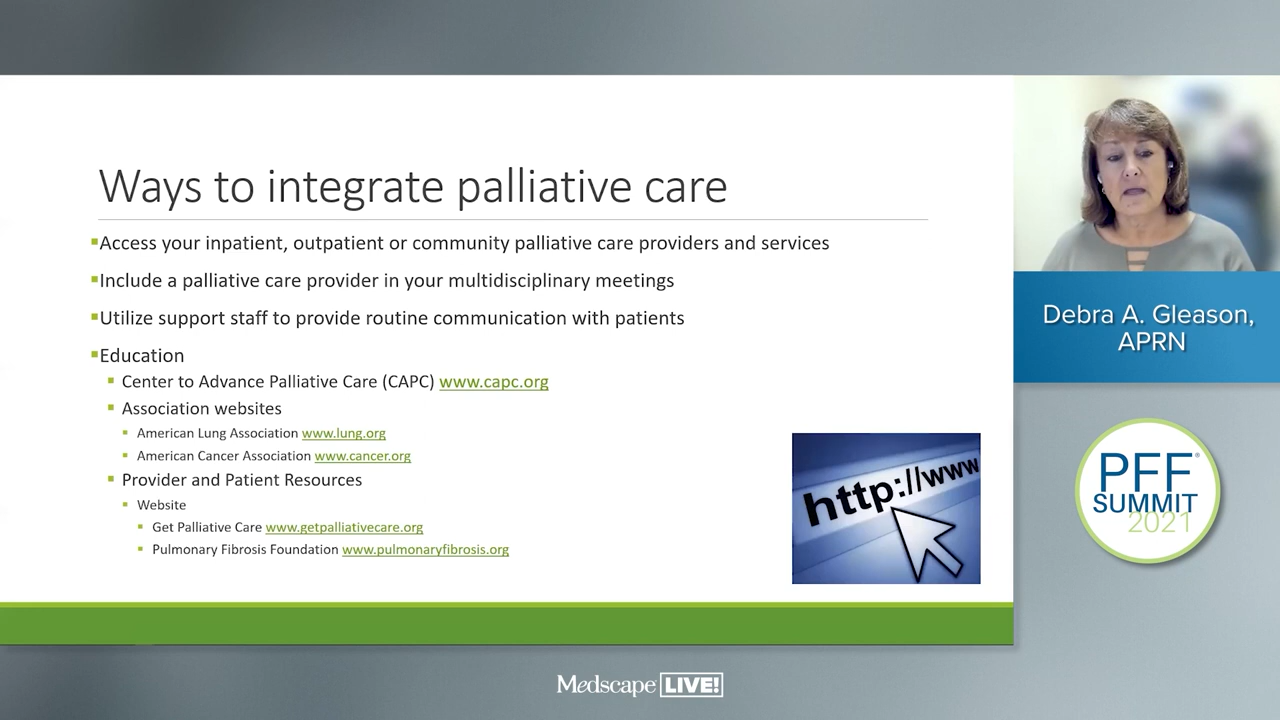 Ways to integrate palliative care
Access your inpatient, outpatient or community palliative care providers and services
Include a palliative care provider in your multidisciplinary meetings
Utilize support staff to provide routine communication with patients
Education
Center to Advance Palliative Care (CAPC) www.capc.org
Association websites
American Lung Association www.lung.org
American Cancer Association www.cancer.org
Provider and Patient Resources
Website
Get Palliative Care www.getpalliativecare.org
Pulmonary Fibrosis Foundation www.pulmonaryfibrosis.org
http://www
Debra A. Gleason,
APRN
PFF®
SUMMIT
2021
Medscape LIVE!